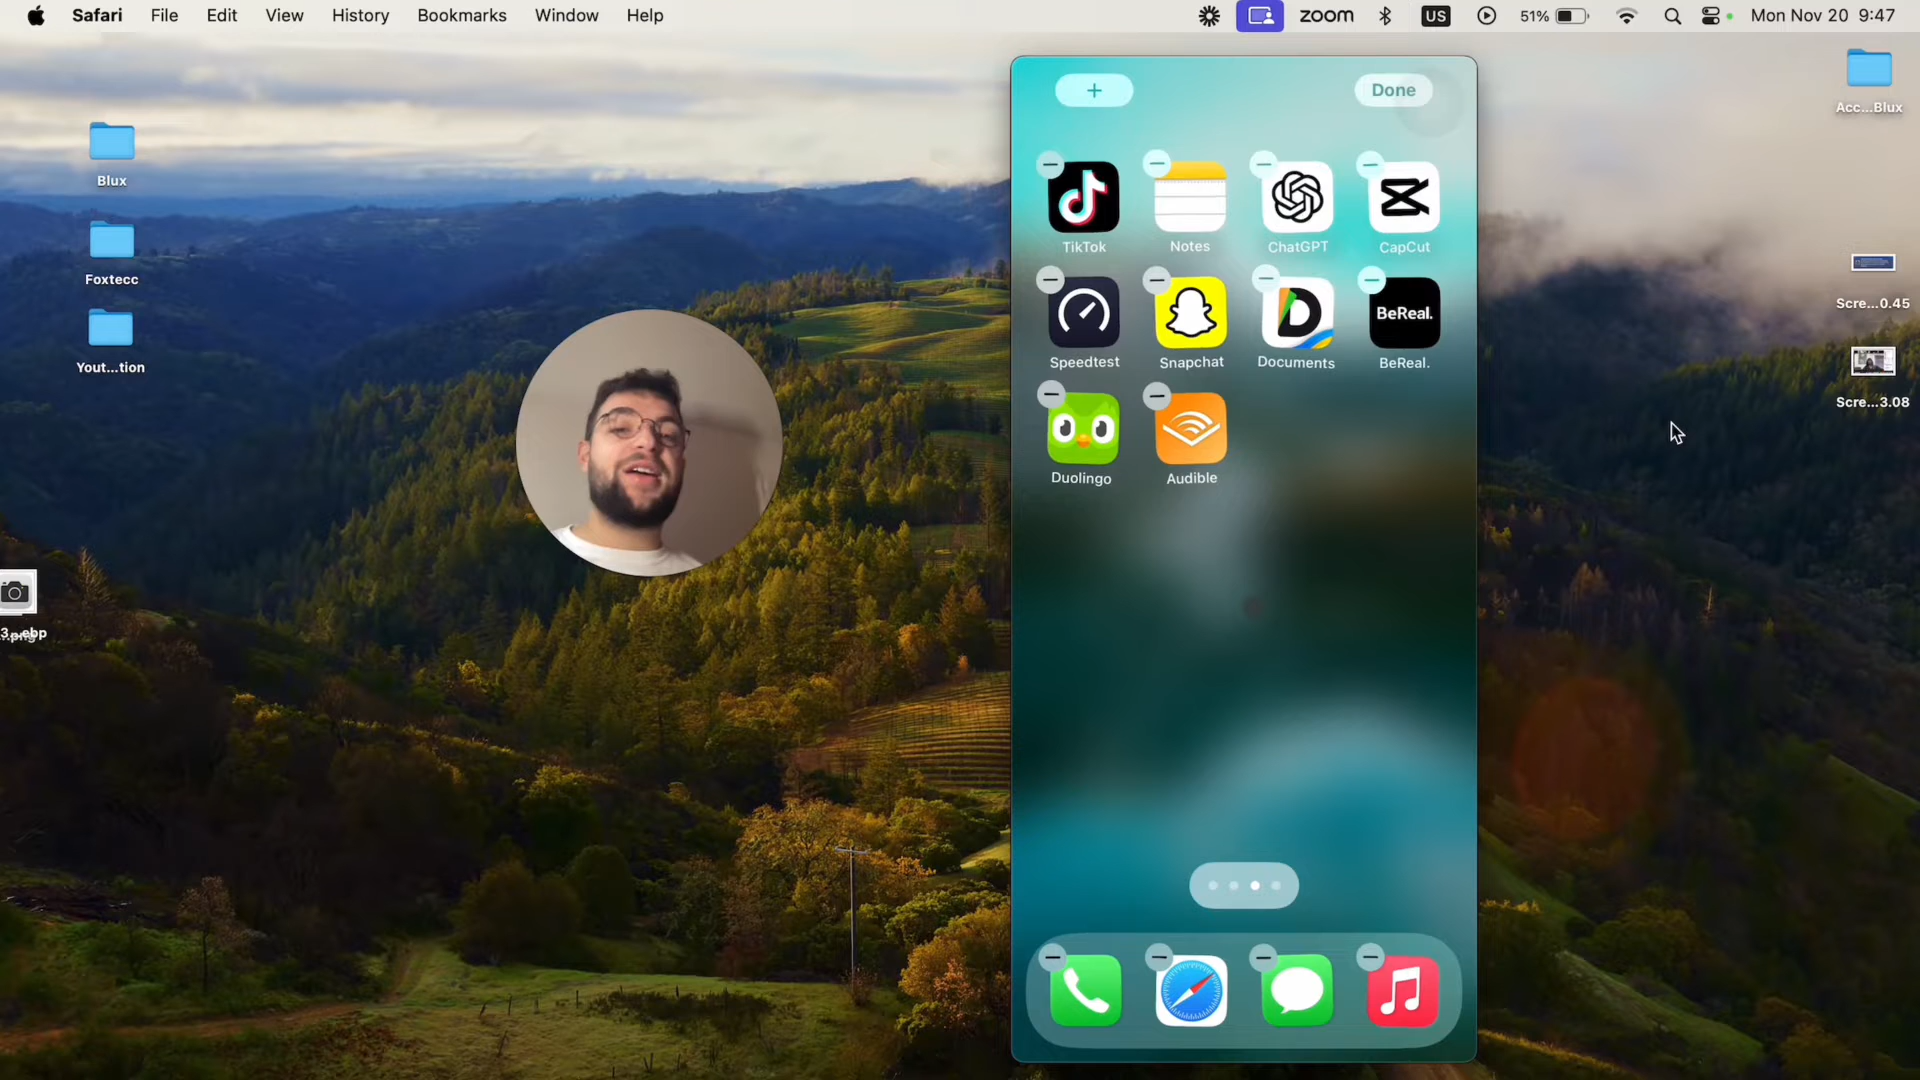 Safari File Edit View History Bookmarks Window Help zoom US 51% Mon Nov 20 9:47
Blux
Foxtecc
Yout...tion
+ Done
TikTok Notes ChatGPT CapCut
BeReal.
Speedtest Snapchat Documents BeReal.
Duolingo Audible
Acc...Blux
Scre...0.45
Scre...3.08